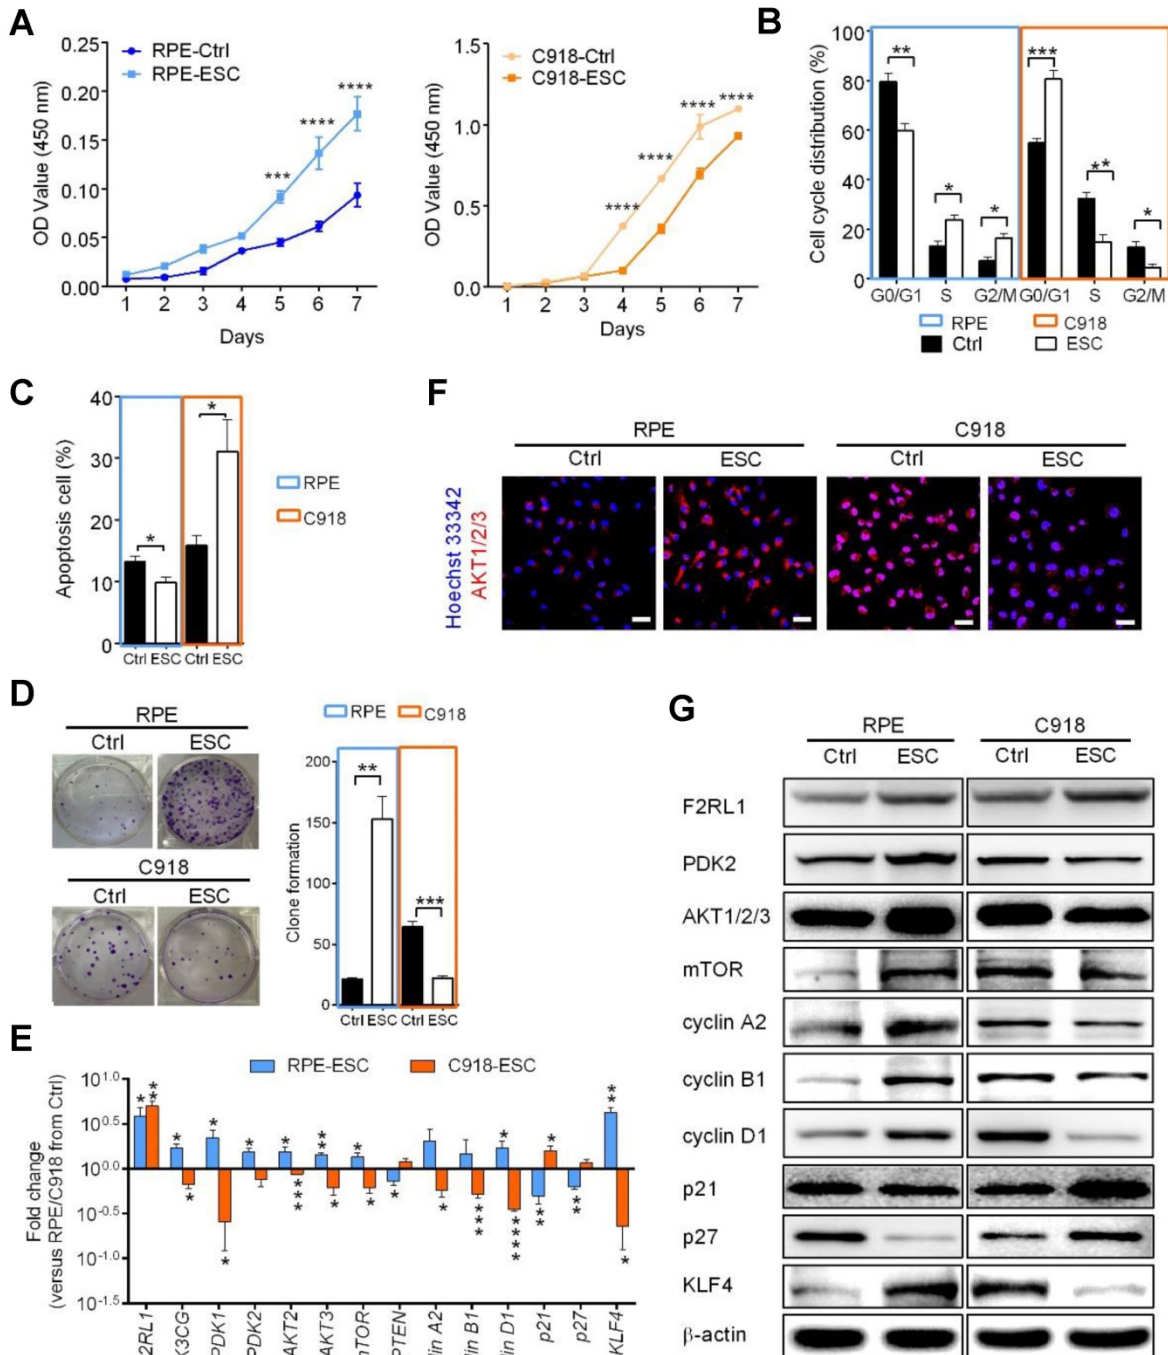 A
RPE-Ctrl
RPE-ESC
OD Value (450 nm)
0.25
0.20
0.15
0.10
0.05
0.00
***
****
****
1 2 3 4 5 6 7
Days
C918-Ctrl
C918-ESC
OD Value (450 nm)
1.5
1.0
0.5
0.0
****
****
****
****
1 2 3 4 5 6 7
Days
B
Cell cycle distribution (%)
100
80
60
40
20
0
**
*
*
***
**
*
G0/G1 S G2/M G0/G1 S G2/M
RPE C918
Ctrl ESC
C
Apoptosis cell (%)
40
30
20
10
0
*
*
Ctrl ESC Ctrl ESC
RPE
C918
F
RPE C918
Ctrl ESC Ctrl ESC
Hoechst 33342
AKT1/2/3
D
RPE
Ctrl ESC
C918
Ctrl ESC
RPE C918
Clone formation
200
150
100
50
0
**
***
Ctrl ESC Ctrl ESC
E
RPE-ESC C918-ESC
Fold change
(versus RPE/C918 from Ctrl)
10^1.0
10^0.5
10^0.0
10^-0.5
10^-1.0
10^-1.5
2RL1 K3CG PDK1 PDK2 AKT2 AKT3 mTOR PTEN lin A2 lin B1 lin D1 p21 p27 KLF4
G
RPE C918
Ctrl ESC Ctrl ESC
F2RL1
PDK2
AKT1/2/3
mTOR
cyclin A2
cyclin B1
cyclin D1
p21
p27
KLF4
β-actin